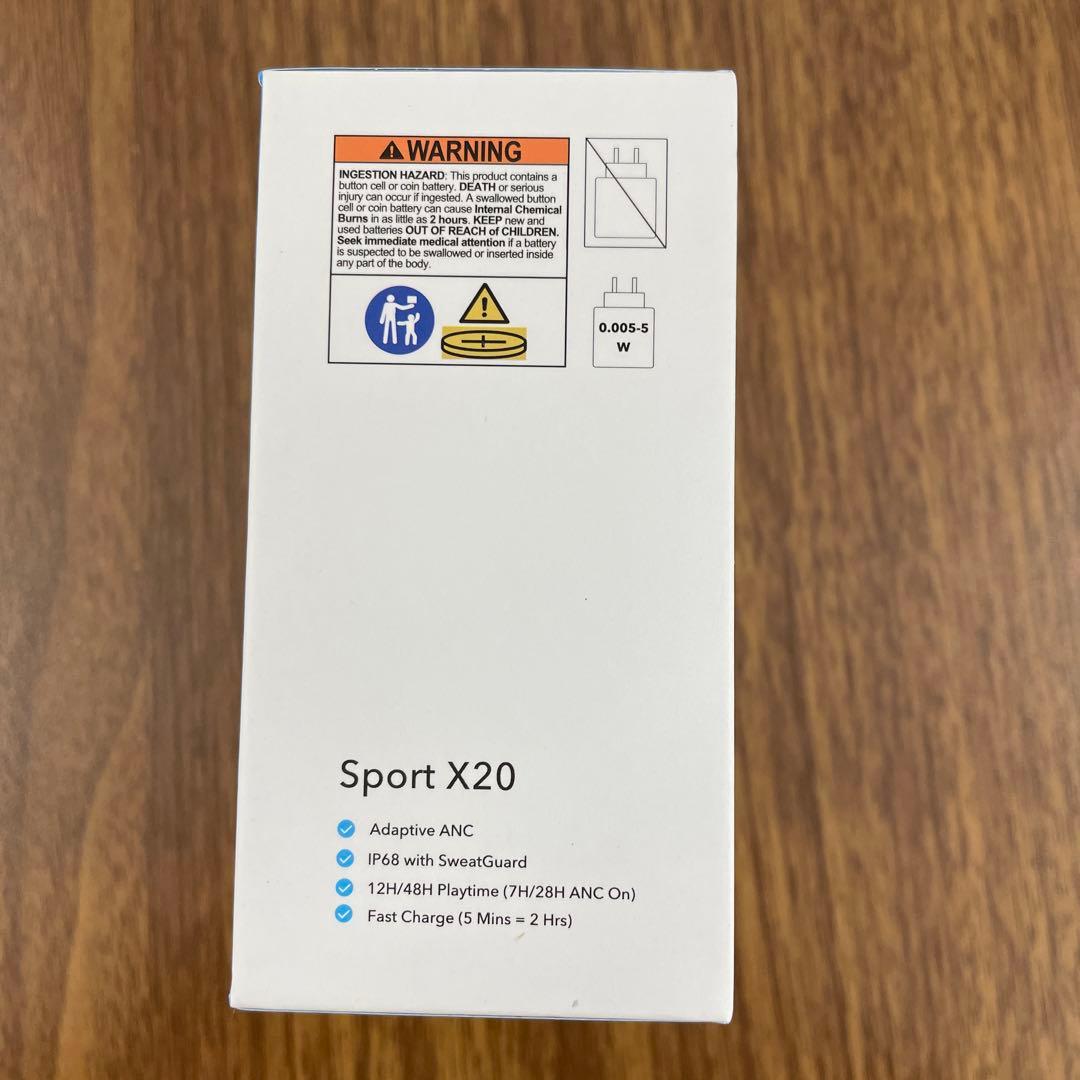 WARNING
INGESTION HAZARD: This product contains a
button cell or coin battery. DEATH or serious
injury can occur if ingested. A swallowed button
cell or coin battery can cause Internal Chemical
Burns in as little as 2 hours. KEEP new and
used batteries OUT OF REACH of CHILDREN.
Seek immediate medical attention if a battery
is suspected to be swallowed or inserted inside
any part of the body.
0.005-5
W
Sport X20
Adaptive ANC
IP68 with SweatGuard
12H/48H Playtime (7H/28H ANC On)
Fast Charge (5 Mins = 2 Hrs)